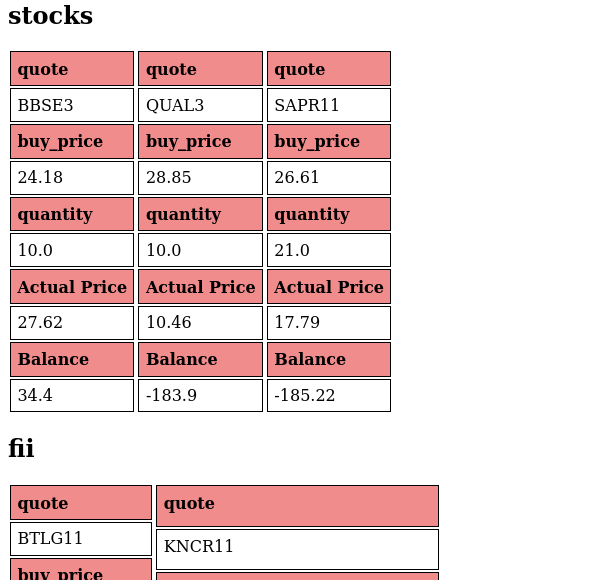 stocks
quote quote quote
BBSE3 QUAL3 SAPR11
buy_price buy_price buy_price
24.18 28.85 26.61
quantity quantity quantity
10.0 10.0 21.0
Actual Price Actual Price Actual Price
27.62 10.46 17.79
Balance Balance Balance
34.4 -183.9 -185.22
fii
quote quote
BTLG11 KNCR11
buy_price